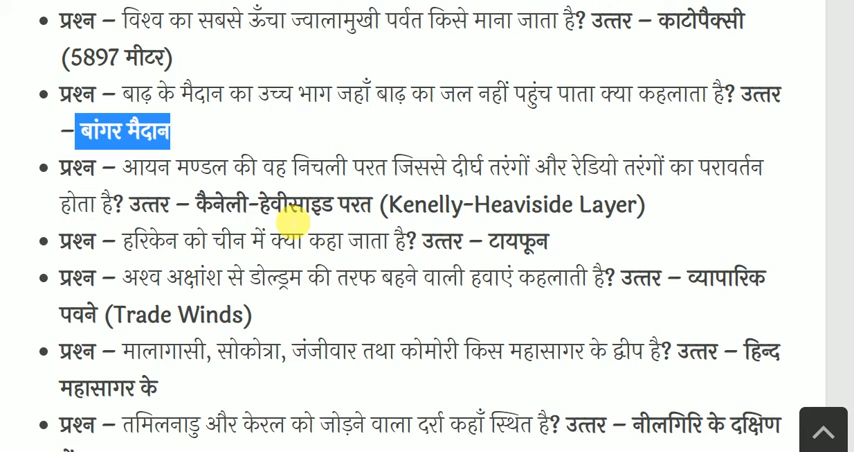 • प्रश्न – विश्व का सबसे ऊँचा ज्वालामुखी पर्वत किसे माना जाता है? उत्तर – काटोपैक्सी
(5897 मीटर)
• प्रश्न – बाढ़ के मैदान का उच्च भाग जहाँ बाढ़ का जल नहीं पहुंच पाता क्या कहलाता है? उत्तर
– बांगर मैदान
• प्रश्न – आयन मण्डल की वह निचली परत जिससे दीर्घ तरंगों और रेडियो तरंगों का परावर्तन
होता है? उत्तर – कैनेली-हेवीसाइड परत (Kenelly-Heaviside Layer)
• प्रश्न – हरिकेन को चीन में क्या कहा जाता है? उत्तर – टायफून
• प्रश्न – अश्व अक्षांश से डोल्ड्रम की तरफ बहने वाली हवाएं कहलाती है? उत्तर – व्यापारिक
पवने (Trade Winds)
• प्रश्न – मालागासी, सोकोत्रा, जंजीवार तथा कोमोरी किस महासागर के द्वीप है? उत्तर – हिन्द
महासागर के
• प्रश्न – तमिलनाडु और केरल को जोड़ने वाला दर्रा कहाँ स्थित है? उत्तर – नीलगिरि के दक्षिण